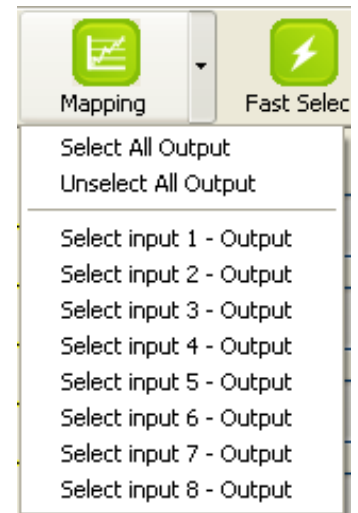 Mapping
Fast Selec
Select All Output
Unselect All Output
Select input 1 - Output
Select input 2 - Output
Select input 3 - Output
Select input 4 - Output
Select input 5 - Output
Select input 6 - Output
Select input 7 - Output
Select input 8 - Output